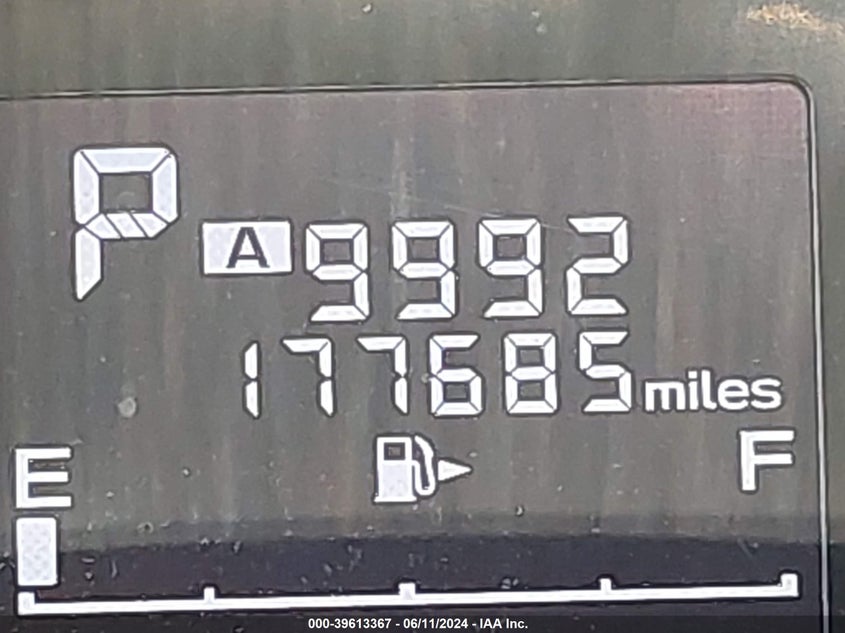 P
A 9992
177685 miles
E F
000-39613367 - 06/11/2024 - IAA Inc.